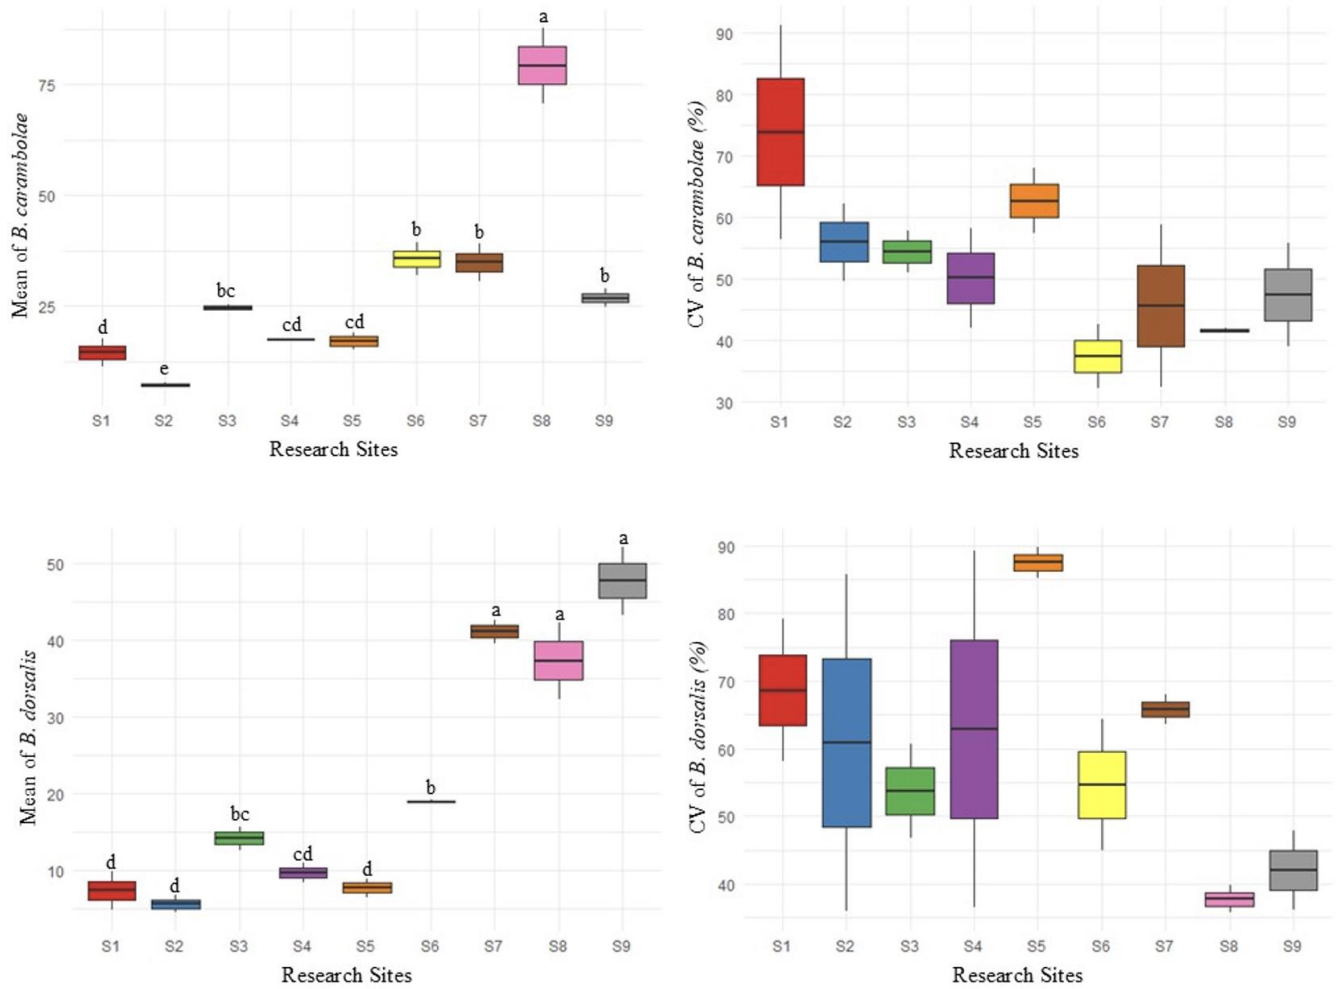 Mean of B. carambolae
75
50
25
d
e
bc
cd
cd
b
b
a
b
S1 S2 S3 S4 S5 S6 S7 S8 S9
Research Sites
CV of B. carambolae (%)
90
80
70
60
50
40
30
S1 S2 S3 S4 S5 S6 S7 S8 S9
Research Sites
Mean of B. dorsalis
50
40
30
20
10
d
d
bc
cd
d
b
a
a
a
S1 S2 S3 S4 S5 S6 S7 S8 S9
Research Sites
CV of B. dorsalis (%)
90
80
70
60
50
40
S1 S2 S3 S4 S5 S6 S7 S8 S9
Research Sites